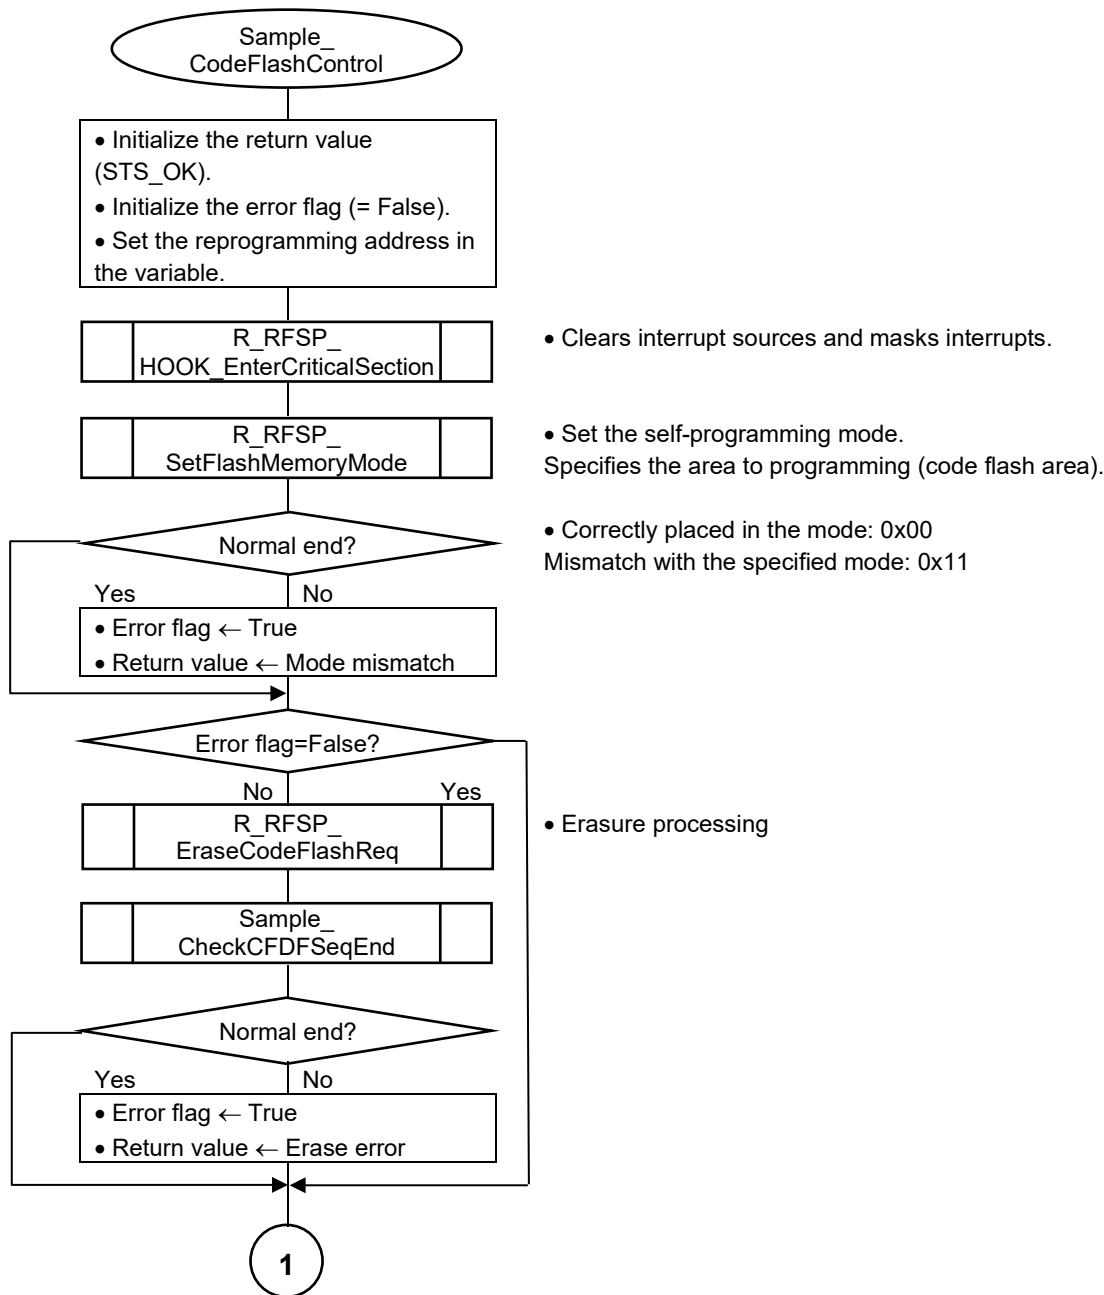 Sample_
CodeFlashControl
• Initialize the return value
(STS_OK).
• Initialize the error flag (= False).
• Set the reprogramming address in
the variable.
R_RFSP_
HOOK_EnterCriticalSection
• Clears interrupt sources and masks interrupts.
R_RFSP_
SetFlashMemoryMode
• Set the self-programming mode.
Specifies the area to programming (code flash area).
Normal end?
• Correctly placed in the mode: 0x00
Mismatch with the specified mode: 0x11
Yes No
• Error flag ← True
• Return value ← Mode mismatch
Error flag=False?
No Yes
R_RFSP_
EraseCodeFlashReq
• Erasure processing
Sample_
CheckCFDFSeqEnd
Normal end?
Yes No
• Error flag ← True
• Return value ← Erase error
1